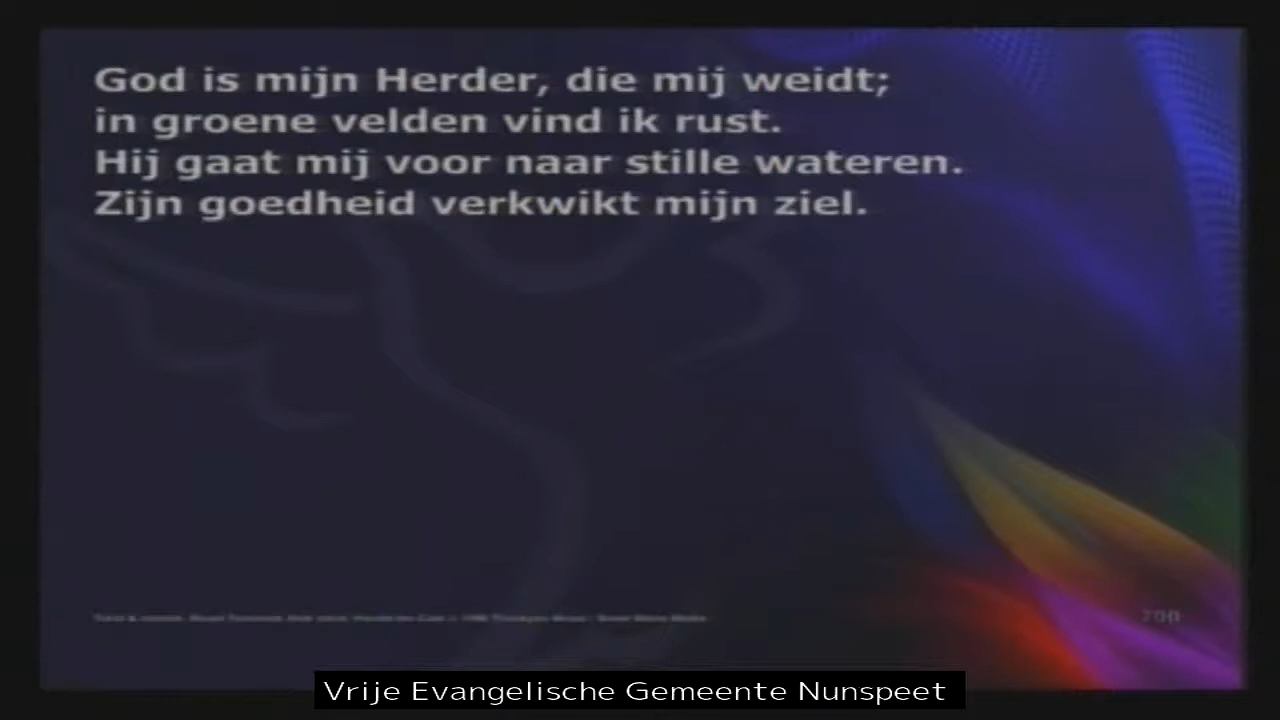 God is mijn Herder, die mij weidt;
in groene velden vind ik rust.
Hij gaat mij voor naar stille wateren.
Zijn goedheid verkwikt mijn ziel.
700
Vrije Evangelische Gemeente Nunspeet